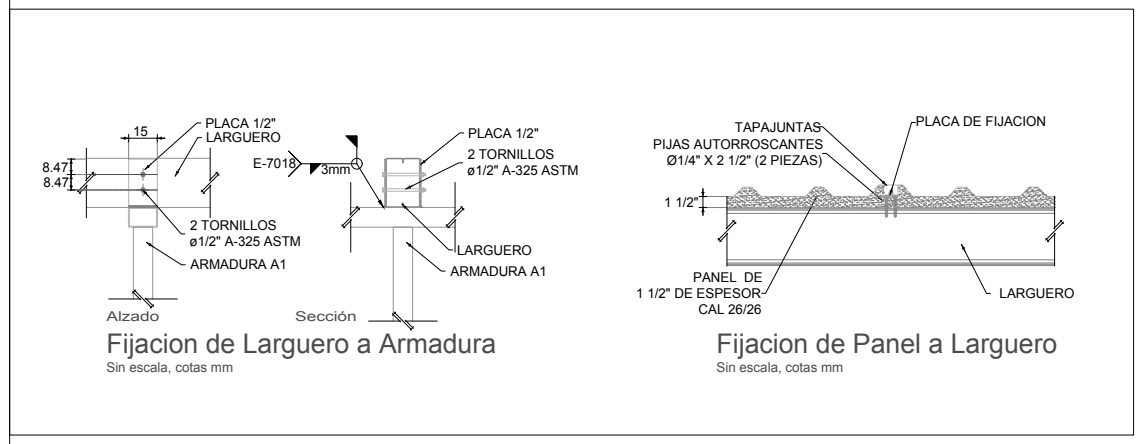 15
PLACA 1/2"
LARGUERO
8.47
8.47
2 TORNILLOS
ø1/2" A-325 ASTM
ARMADURA A1
Alzado
E-7018
3mm
PLACA 1/2"
2 TORNILLOS
ø1/2" A-325 ASTM
LARGUERO
ARMADURA A1
Sección
Fijacion de Larguero a Armadura
Sin escala, cotas mm
TAPAJUNTAS
PLACA DE FIJACION
PIJAS AUTORROSCANTES
Ø1/4" X 2 1/2" (2 PIEZAS)
1 1/2"
PANEL DE
1 1/2" DE ESPESOR
CAL 26/26
LARGUERO
Fijacion de Panel a Larguero
Sin escala, cotas mm